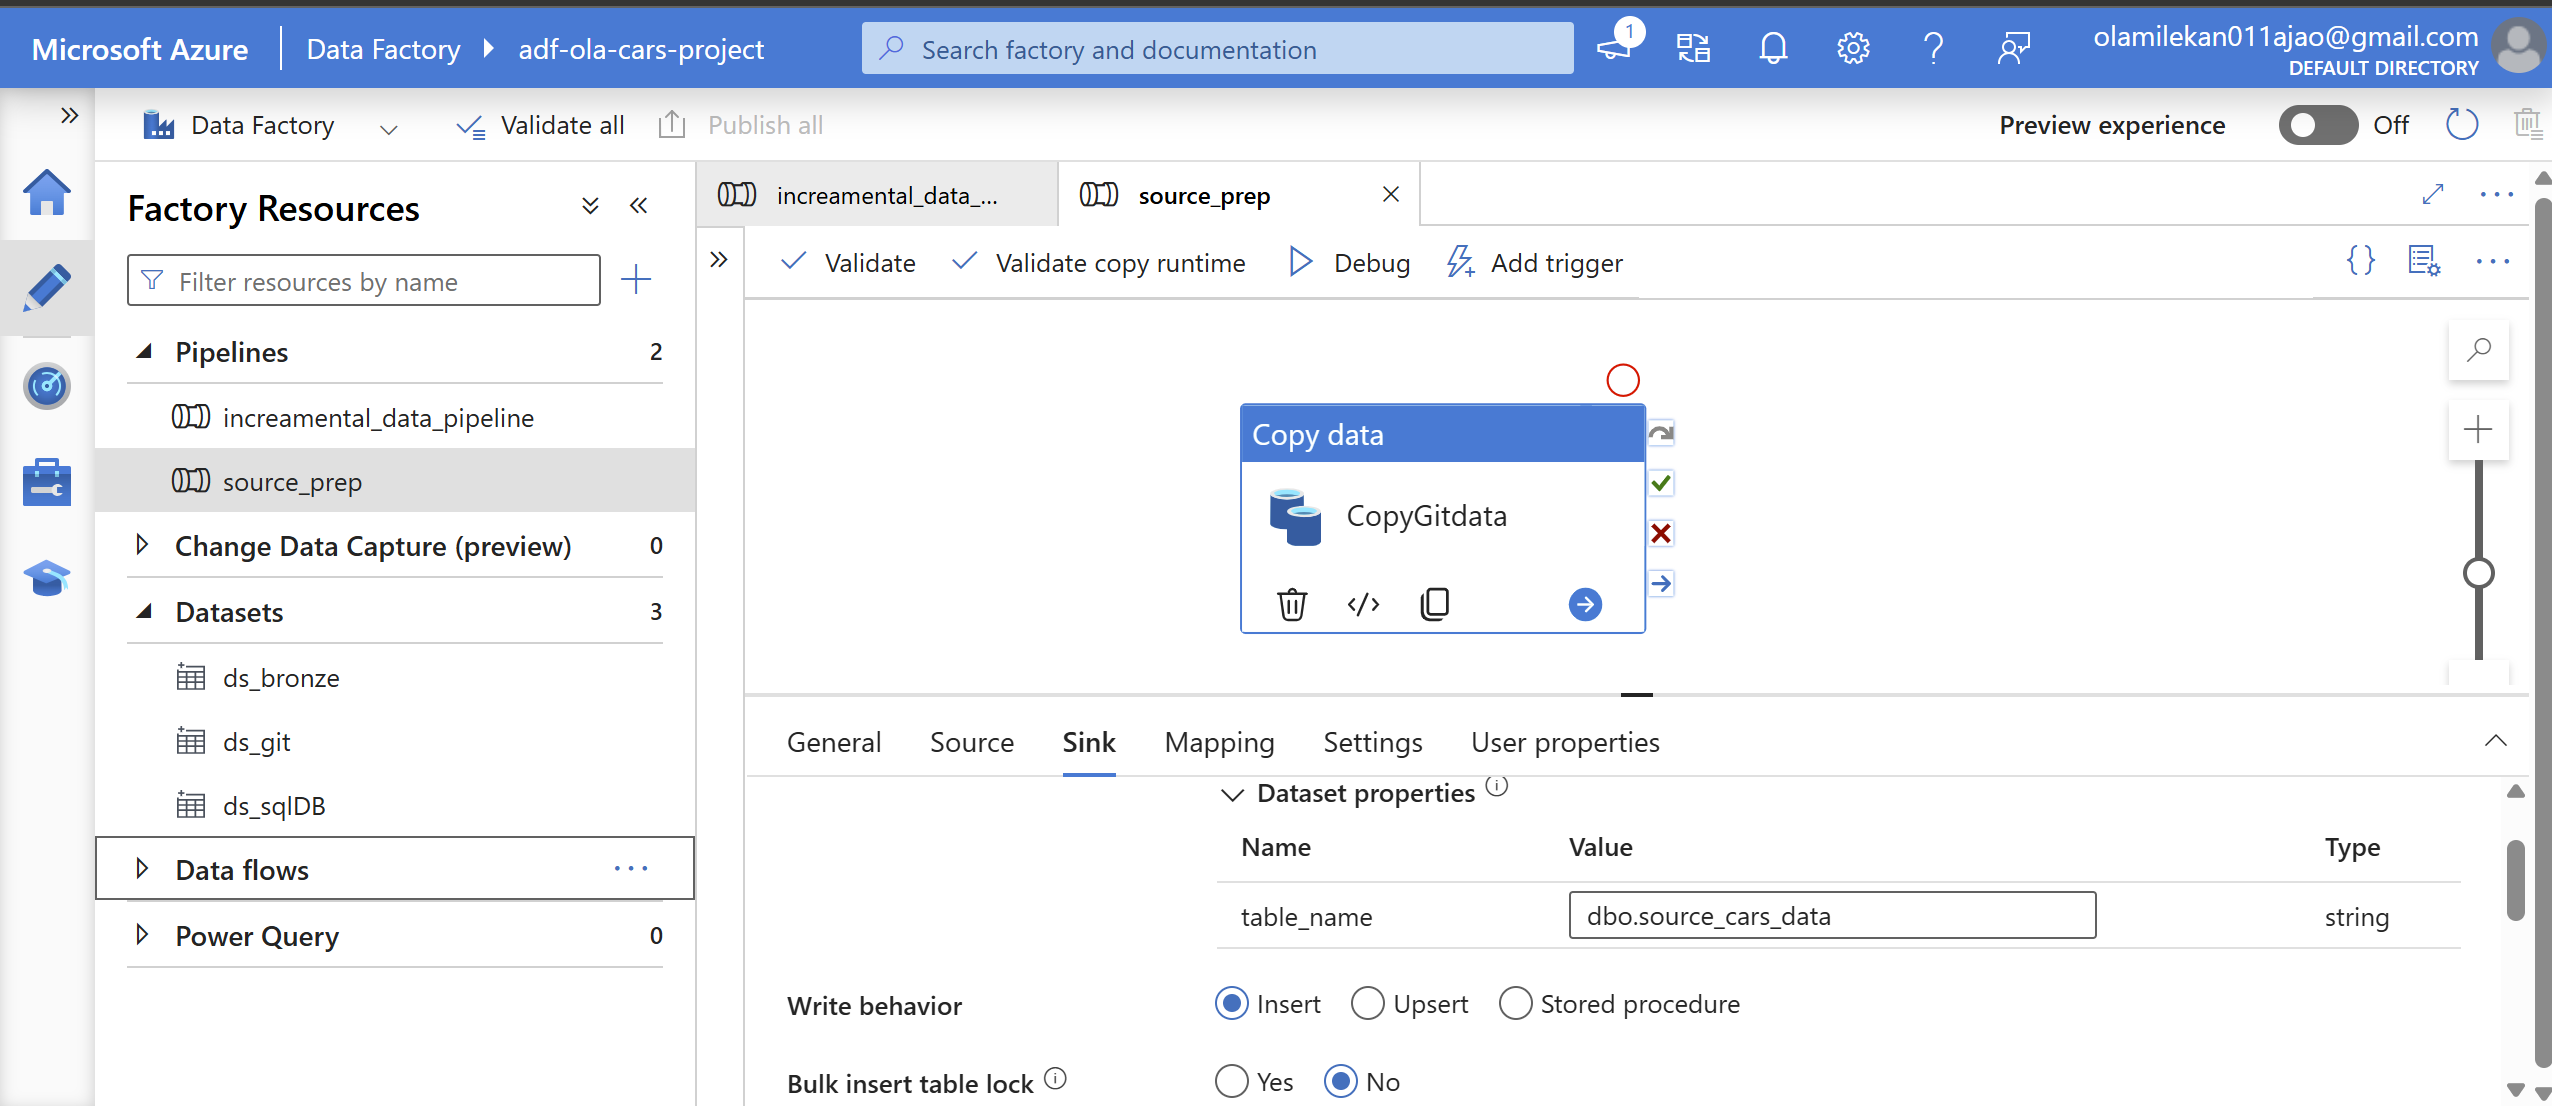 Microsoft Azure
Data Factory
adf-ola-cars-project
Search factory and documentation
1
olamilekan011ajao@gmail.com
DEFAULT DIRECTORY
Data Factory
Validate all
Publish all
Preview experience
Off
Factory Resources
Filter resources by name
Pipelines 2
increamental_data_pipeline
source_prep
Change Data Capture (preview) 0
Datasets 3
ds_bronze
ds_git
ds_sqlDB
Data flows
Power Query 0
increamental_data_...
source_prep
Validate
Validate copy runtime
Debug
Add trigger
Copy data
CopyGitdata
General
Source
Sink
Mapping
Settings
User properties
Dataset properties
Name Value Type
table_name dbo.source_cars_data string
Write behavior Insert Upsert Stored procedure
Bulk insert table lock Yes No